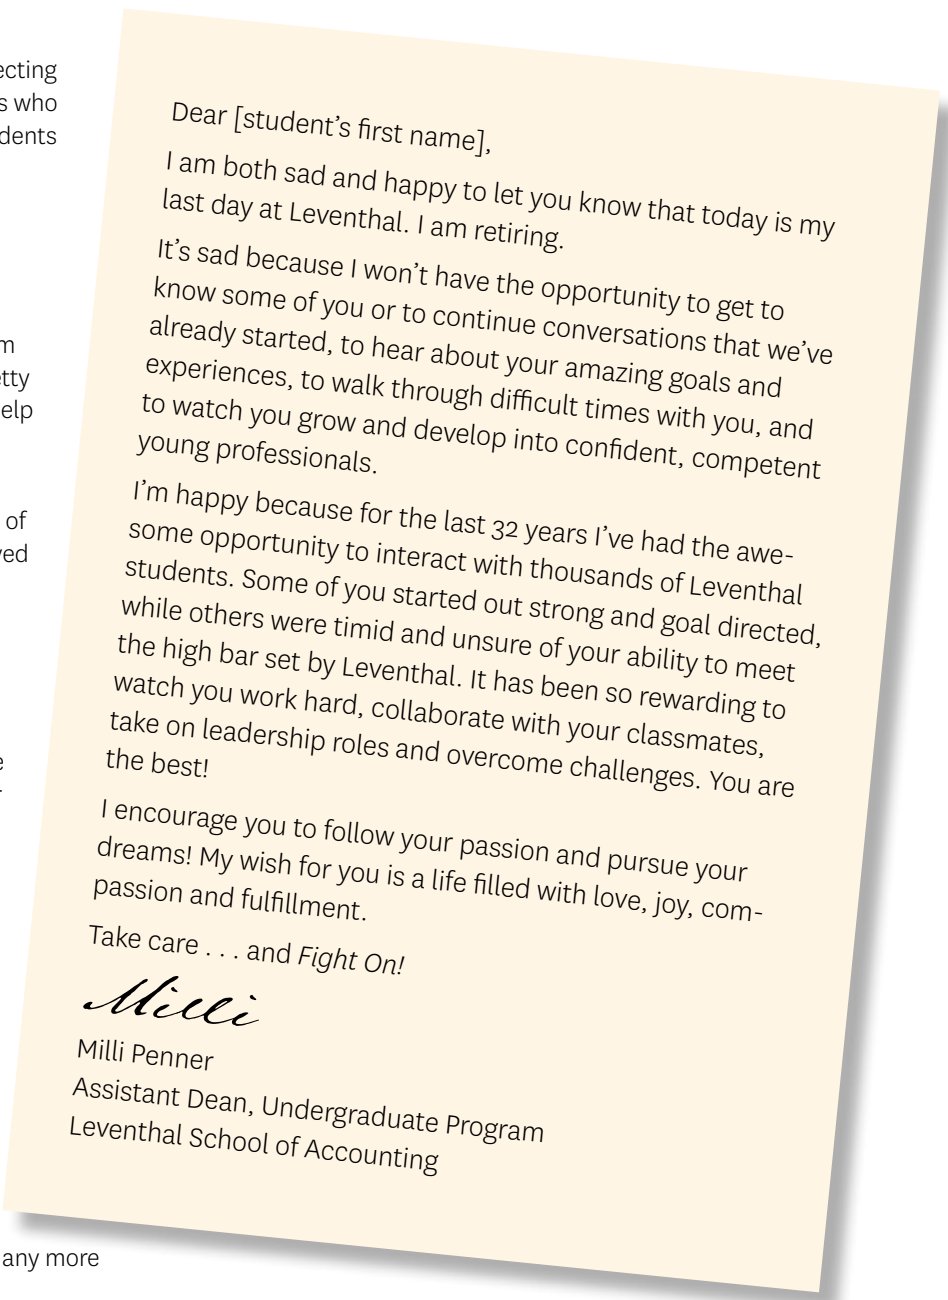 ecting
s who
dents
m
etty
elp
of
ved
e
any more
Dear [student’s first name],
I am both sad and happy to let you know that today is my
last day at Leventhal. I am retiring.
It’s sad because I won’t have the opportunity to get to
know some of you or to continue conversations that we’ve
already started, to hear about your amazing goals and
experiences, to walk through difficult times with you, and
to watch you grow and develop into confident, competent
young professionals.
I’m happy because for the last 32 years I’ve had the awe-
some opportunity to interact with thousands of Leventhal
students. Some of you started out strong and goal directed,
while others were timid and unsure of your ability to meet
the high bar set by Leventhal. It has been so rewarding to
watch you work hard, collaborate with your classmates,
take on leadership roles and overcome challenges. You are
the best!
I encourage you to follow your passion and pursue your
dreams! My wish for you is a life filled with love, joy, com-
passion and fulfillment.
Take care . . . and Fight On!
Milli
Milli Penner
Assistant Dean, Undergraduate Program
Leventhal School of Accounting